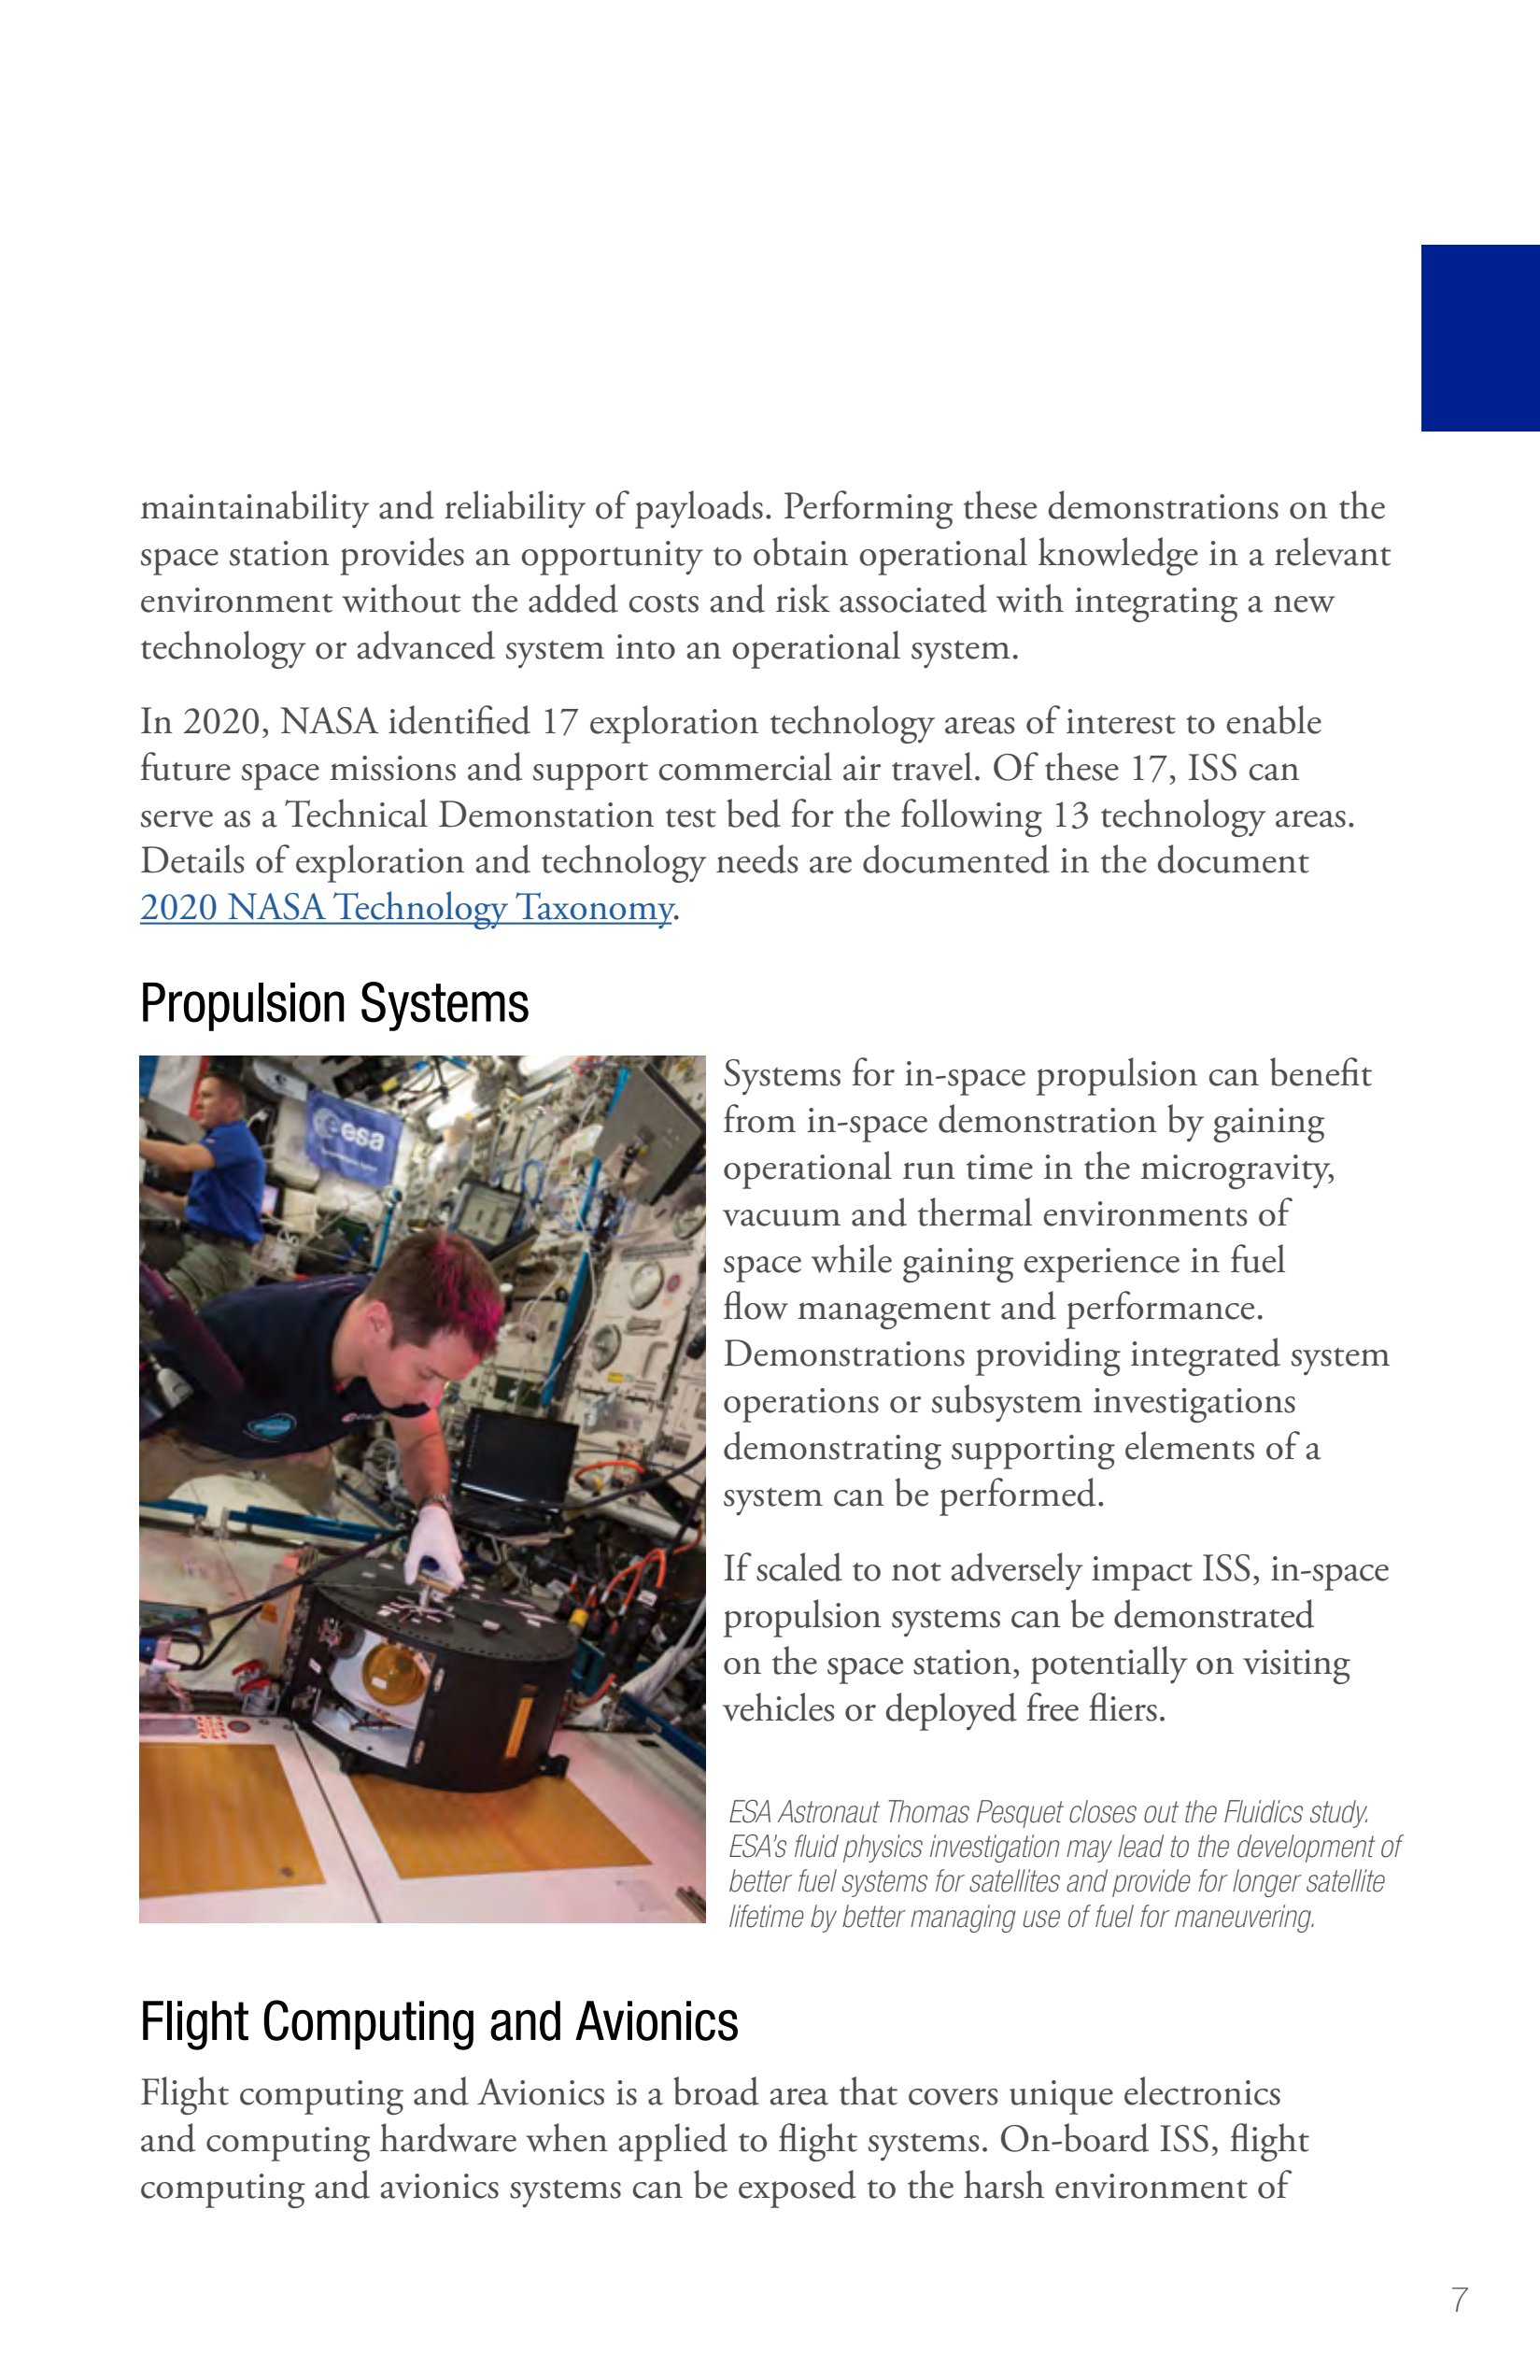 maintainability and reliability of payloads. Performing these demonstrations on the
space station provides an opportunity to obtain operational knowledge in a relevant
environment without the added costs and risk associated with integrating a new
technology or advanced system into an operational system.
In 2020, NASA identified 17 exploration technology areas of interest to enable
future space missions and support commercial air travel. Of these 17, ISS can
serve as a Technical Demonstation test bed for the following 13 technology areas.
Details of exploration and technology needs are documented in the document
2020 NASA Technology Taxonomy.
Propulsion Systems
esa
Systems for in-space propulsion can benefit
from in-space demonstration by gaining
operational run time in the microgravity,
vacuum and thermal environments of
space while gaining experience in fuel
flow management and performance.
Demonstrations providing integrated system
operations or subsystem investigations
demonstrating supporting elements of a
system can be performed.
If scaled to not adversely impact ISS, in-space
propulsion systems can be demonstrated
on the space station, potentially on visiting
vehicles or deployed free fliers.
ESA Astronaut Thomas Pesquet closes out the Fluidics study.
ESA's fluid physics investigation may lead to the development of
better fuel systems for satellites and provide for longer satellite
lifetime by better managing use of fuel for maneuvering.
Flight Computing and Avionics
Flight computing and Avionics is a broad area that covers unique electronics
and computing hardware when applied to flight systems. On-board ISS, flight
computing and avionics systems can be exposed to the harsh environment of
7